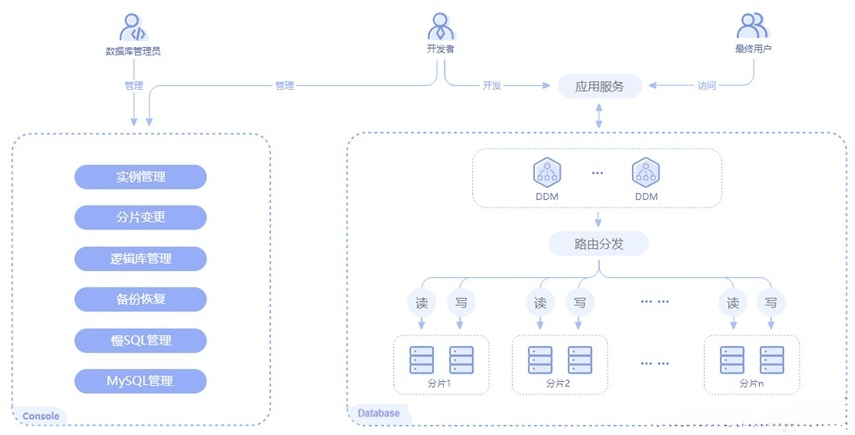 数据库管理员
开发者
最终用户
管理
管理
开发
应用服务
访问
实例管理
分片变更
逻辑库管理
备份恢复
慢SQL管理
MySQL管理
Console
DDM
...
DDM
路由分发
读
写
读
写
... ...
读
写
分片1
分片2
... ...
分片n
Database